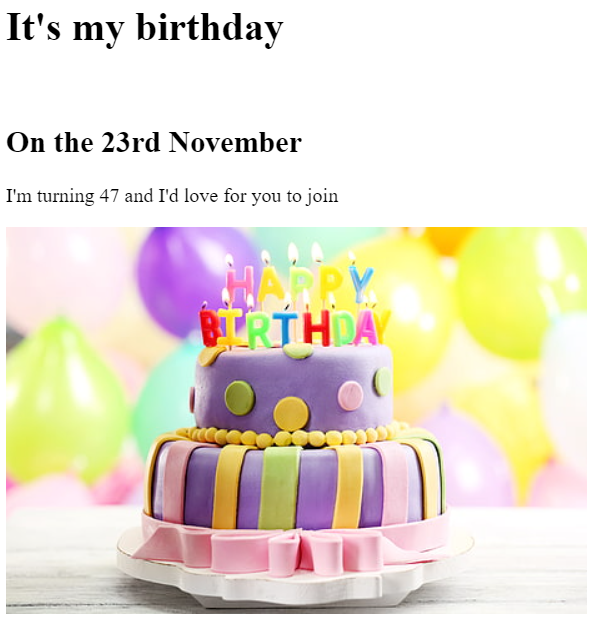 It's my birthday
On the 23rd November
I'm turning 47 and I'd love for you to join
HAPPY
BIRTHDAY